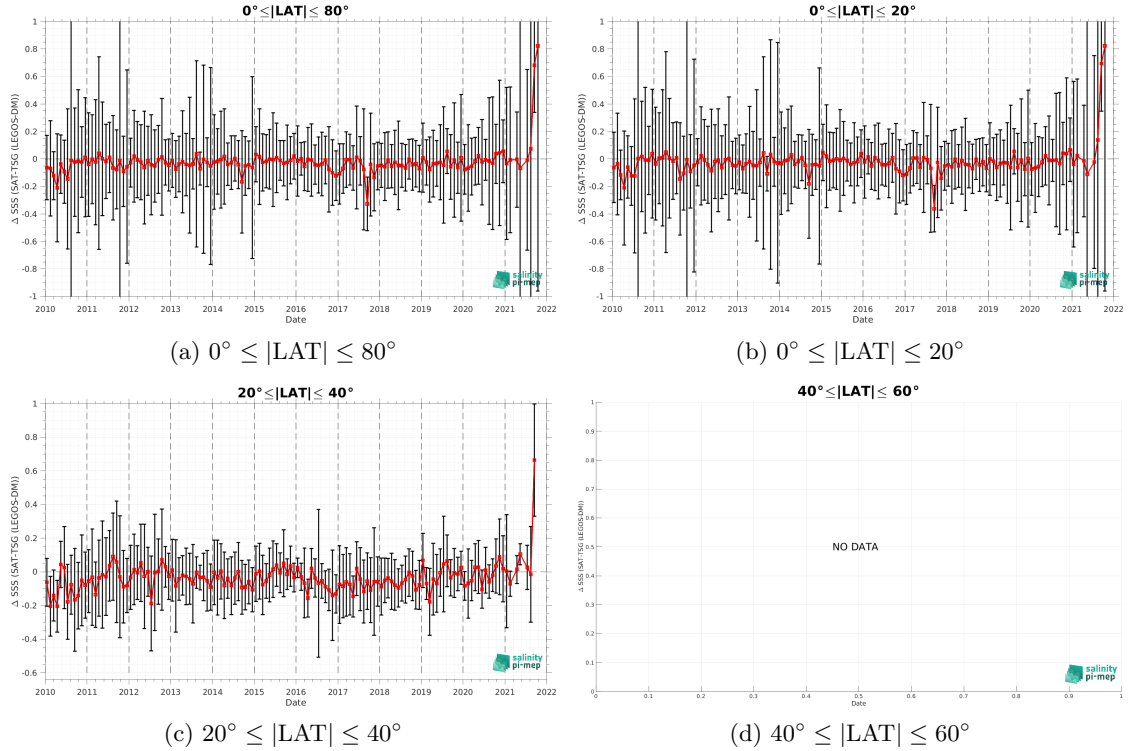 0°≤|LAT|≤ 80°
Δ SSS (SAT-TSG (LEGOS-DM))
1
0.8
0.6
0.4
0.2
0
-0.2
-0.4
-0.6
-0.8
-1
2010 2011 2012 2013 2014 2015 2016 2017 2018 2019 2020 2021 2022
Date
salinity
pi-mep
(a) 0° ≤ |LAT| ≤ 80°
0°≤|LAT|≤ 20°
Δ SSS (SAT-TSG (LEGOS-DM))
1
0.8
0.6
0.4
0.2
0
-0.2
-0.4
-0.6
-0.8
-1
2010 2011 2012 2013 2014 2015 2016 2017 2018 2019 2020 2021 2022
Date
salinity
pi-mep
(b) 0° ≤ |LAT| ≤ 20°
20°≤|LAT|≤ 40°
Δ SSS (SAT-TSG (LEGOS-DM))
1
0.8
0.6
0.4
0.2
0
-0.2
-0.4
-0.6
2010 2011 2012 2013 2014 2015 2016 2017 2018 2019 2020 2021 2022
Date
salinity
pi-mep
(c) 20° ≤ |LAT| ≤ 40°
40°≤|LAT|≤ 60°
Δ SSS (SAT-TSG (LEGOS-DM))
1
0.9
0.8
0.7
0.6
0.5
0.4
0.3
0.2
0.1
0
NO DATA
0 0.1 0.2 0.3 0.4 0.5 0.6 0.7 0.8 0.9 1
Date
salinity
pi-mep
(d) 40° ≤ |LAT| ≤ 60°